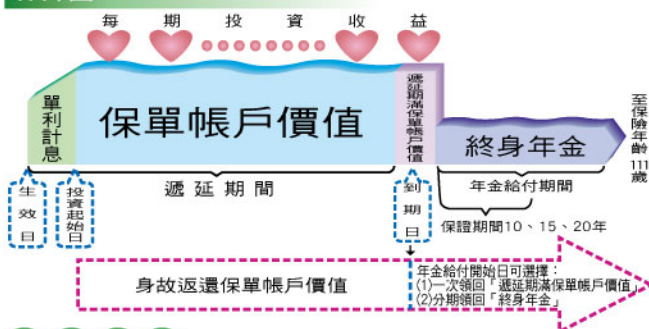 每期投資收益
單利計息
保單帳戶價值
遞延期滿保單帳戶價值
終身年金
至保險年齡111歲
遞延期間
年金給付期間
生效日
投資起始日
到期日
保證期間10、15、20年
身故返還保單帳戶價值
年金給付開始日可選擇：
(1)一次領回「遞延期滿保單帳戶價值」
(2)分期領回「終身年金」